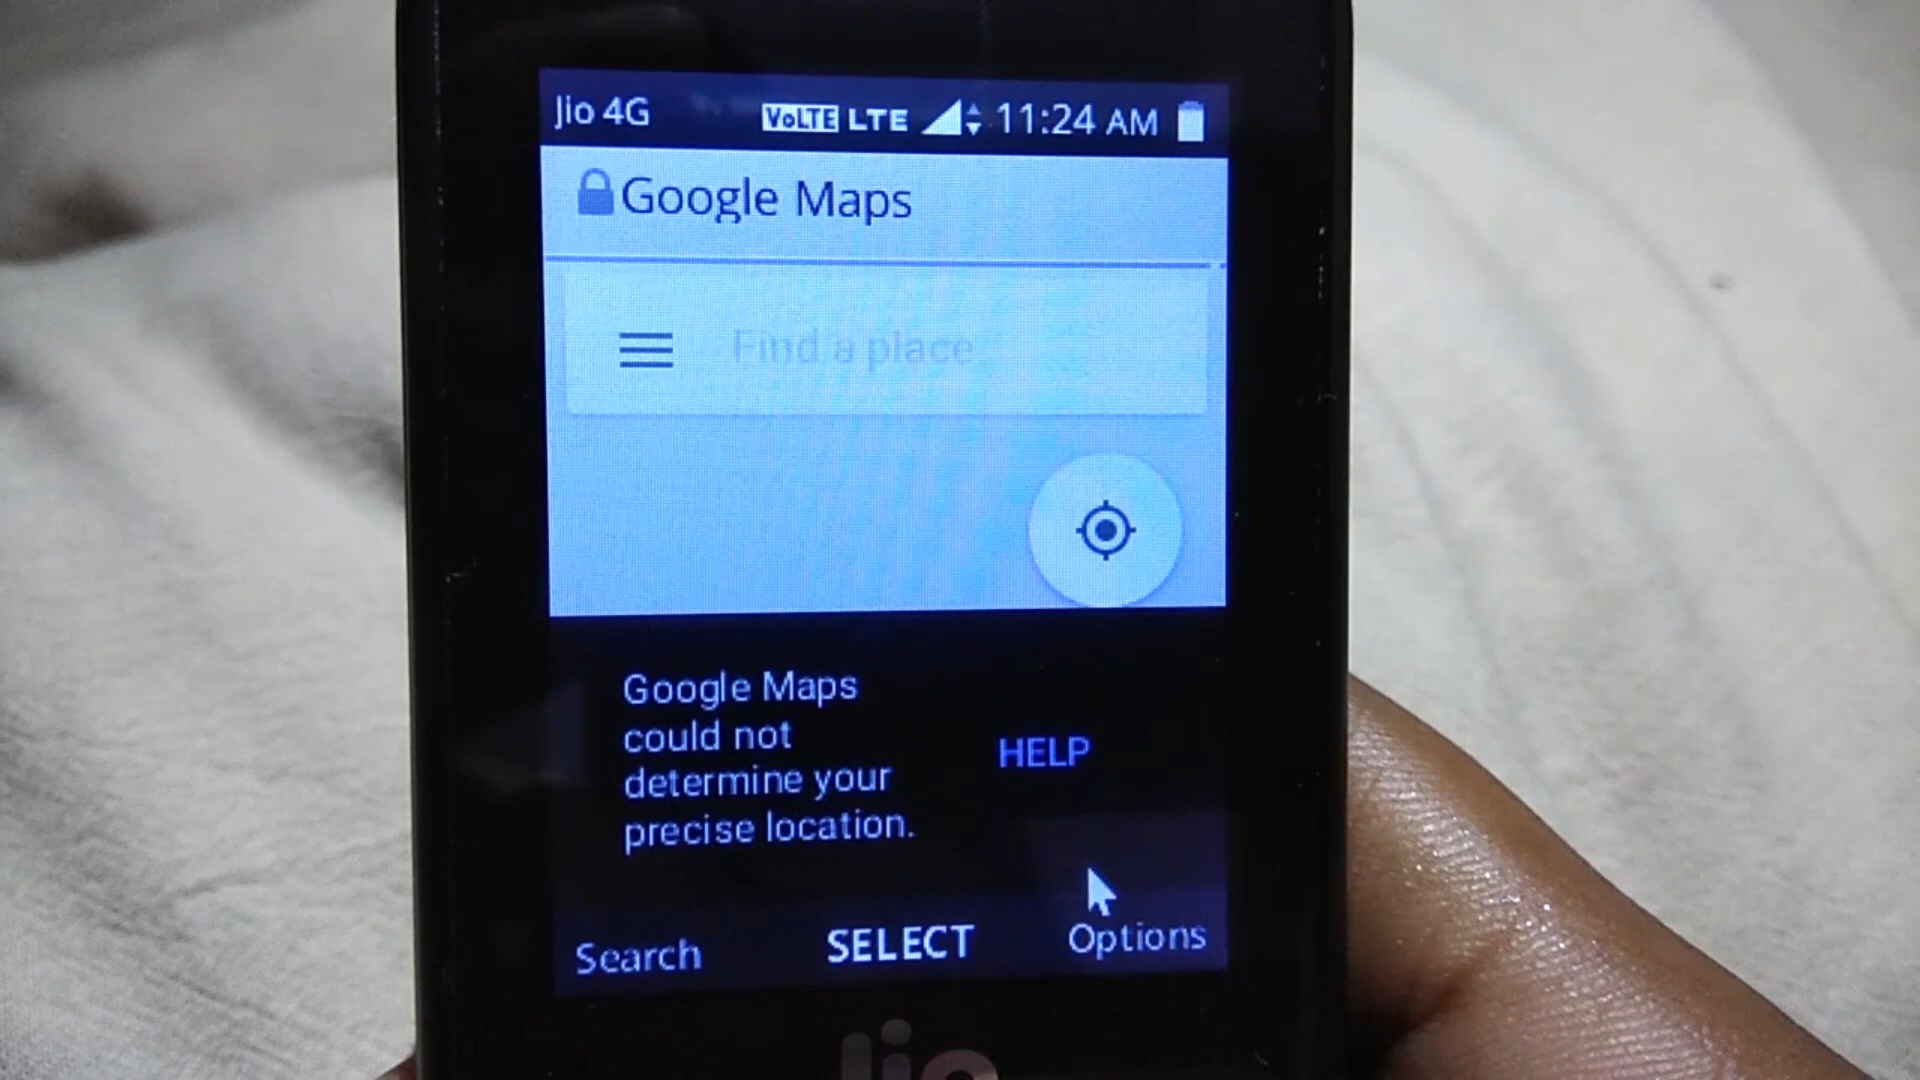 Jio 4G VoLTE LTE 11:24 AM
Google Maps
Find a place
Google Maps
could not
determine your
precise location.
HELP
Search SELECT Options
Jio